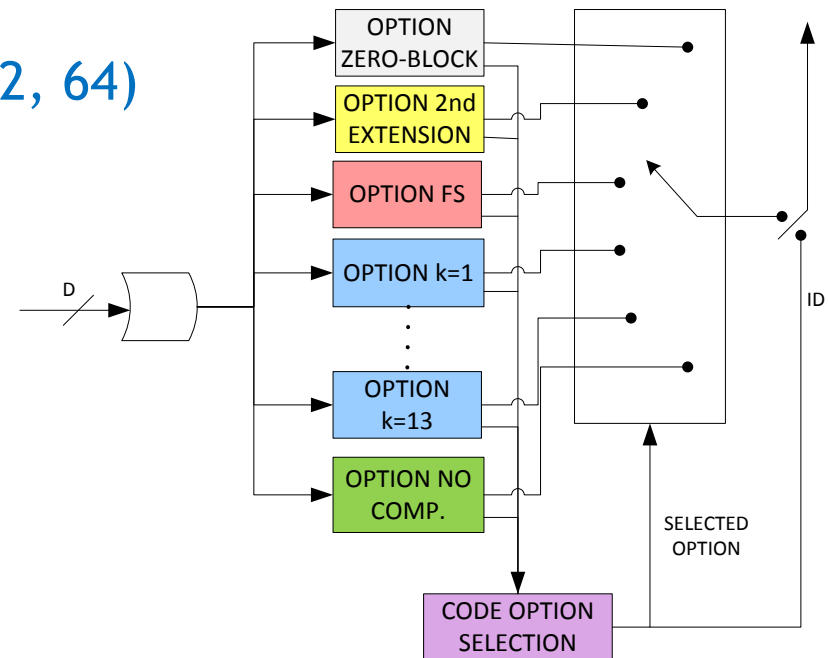 2, 64)
OPTION
ZERO-BLOCK
OPTION 2nd
EXTENSION
OPTION FS
OPTION k=1
D
ID
OPTION
k=13
OPTION NO
COMP.
SELECTED
OPTION
CODE OPTION
SELECTION